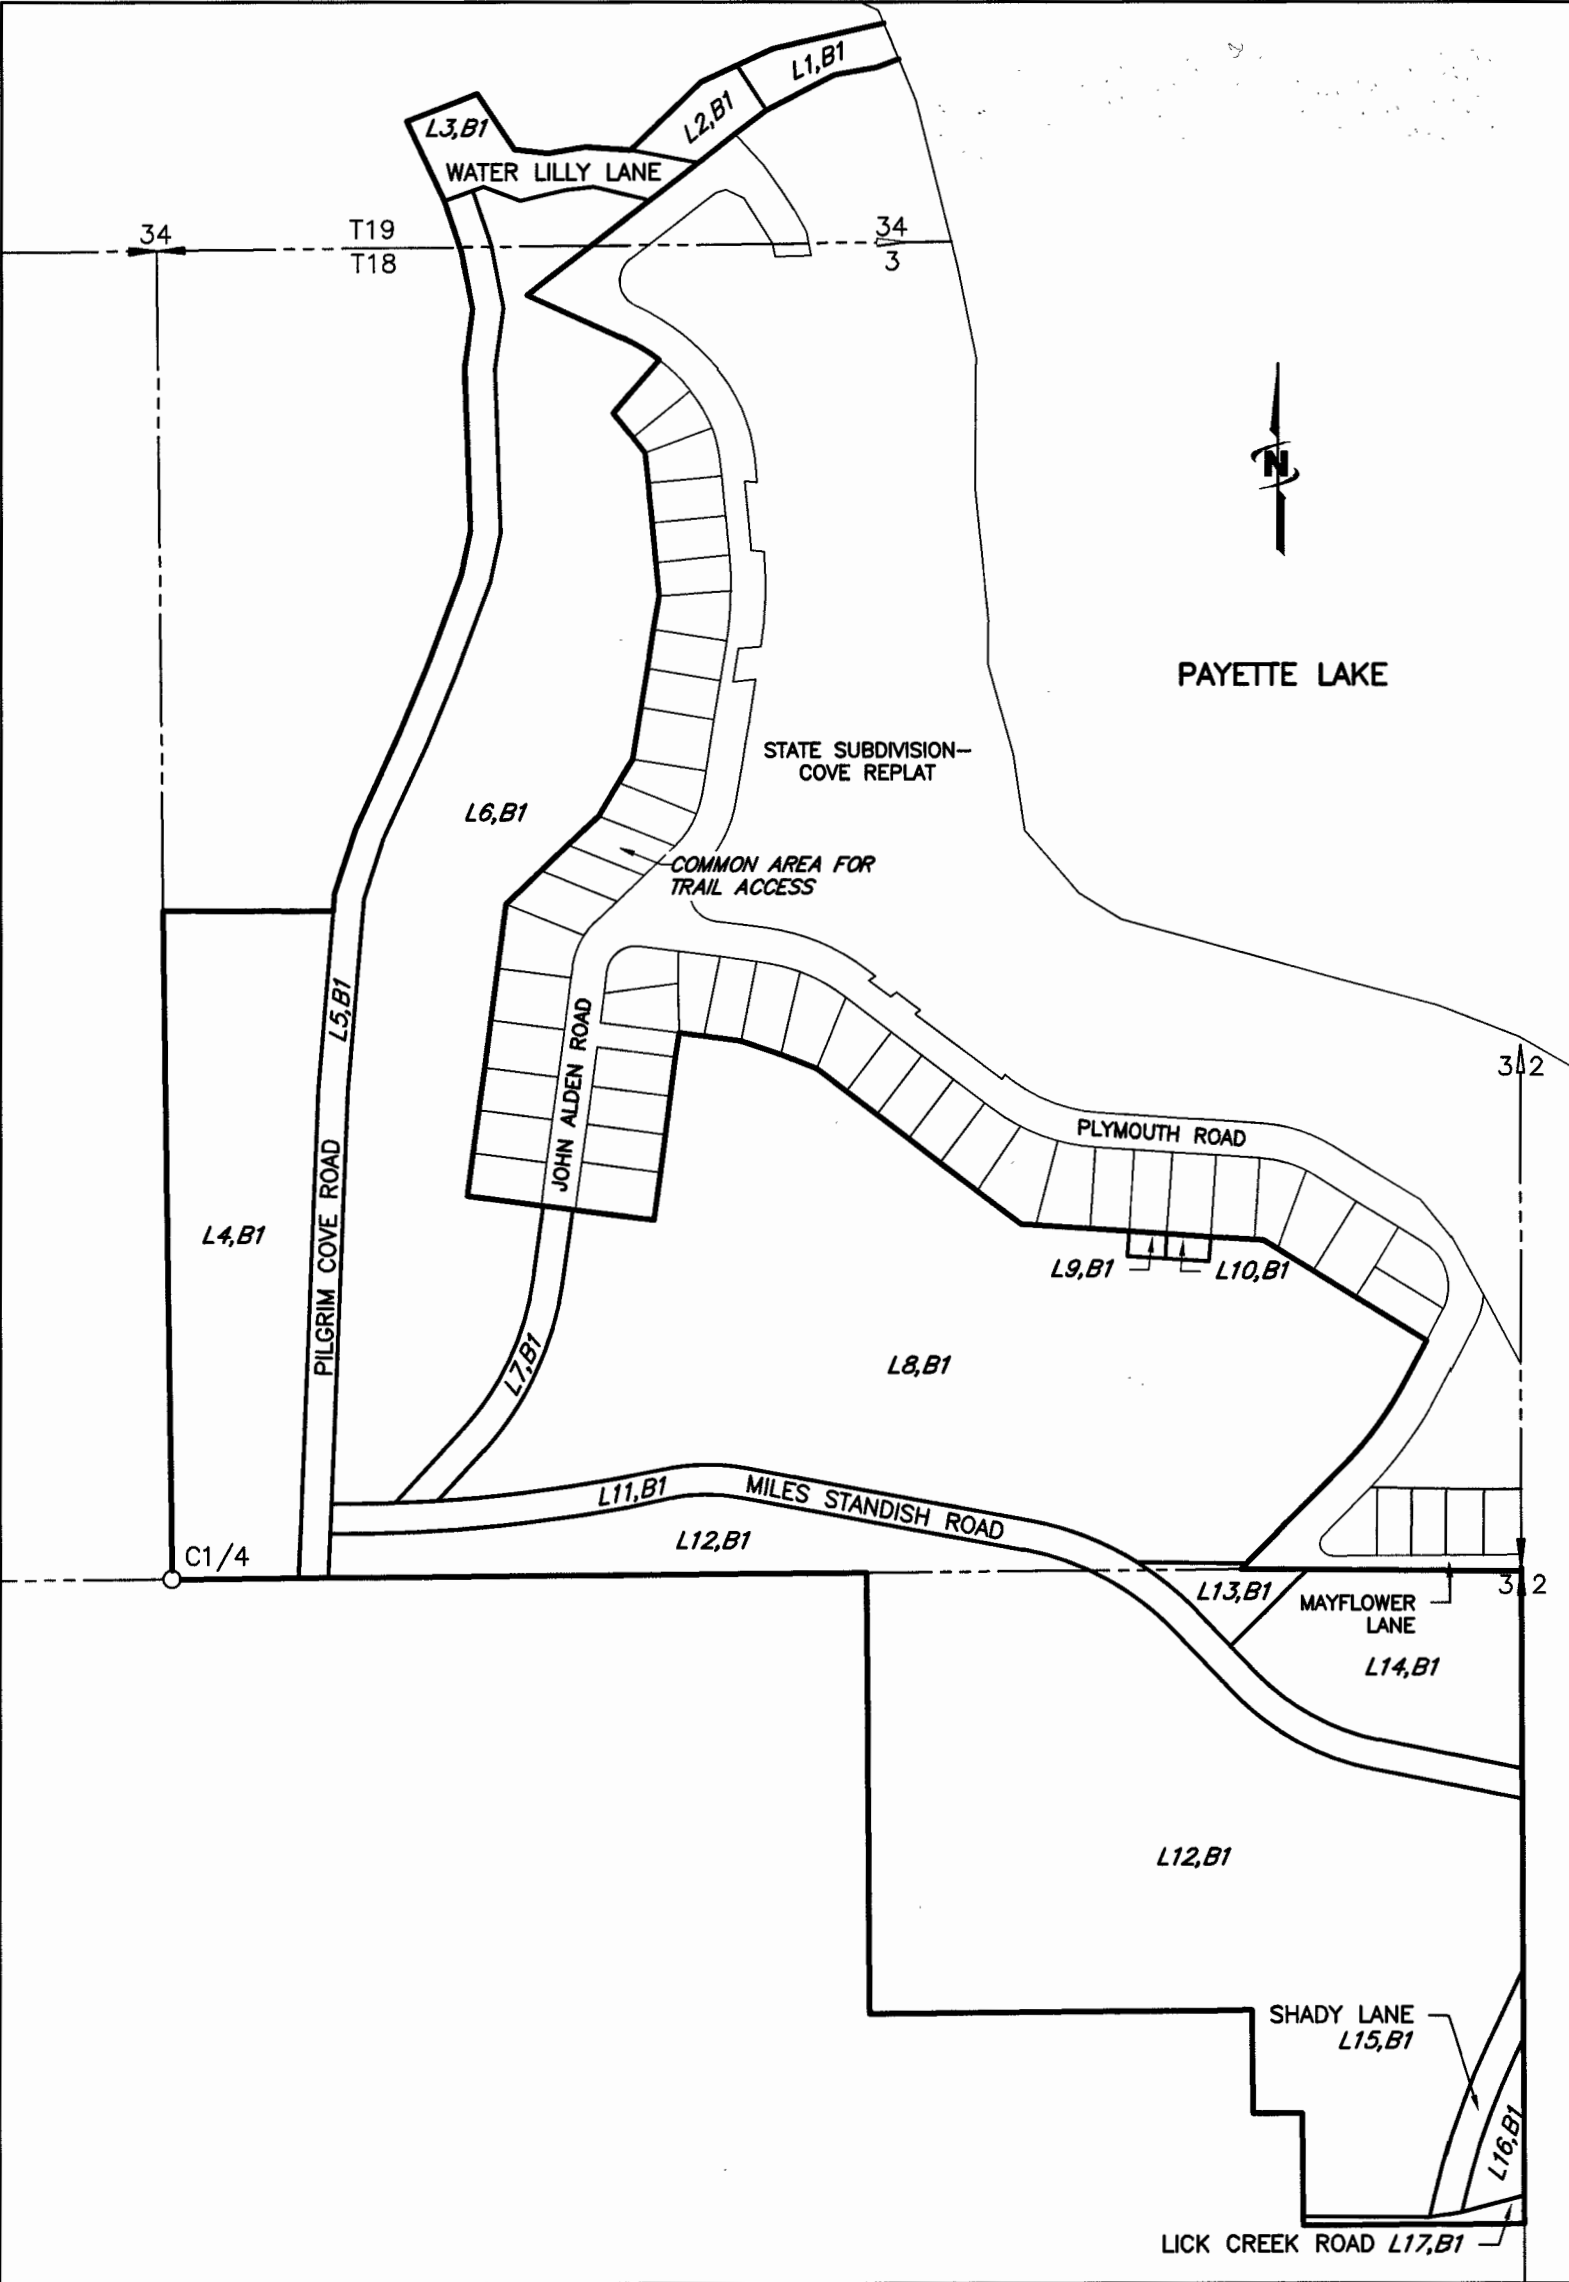 L1,B1
L2,B1
L3,B1
WATER LILLY LANE
34
T19
34
T18
3
N
PAYETTE LAKE
STATE SUBDIVISION-
COVE REPLAT
L6,B1
COMMON AREA FOR
TRAIL ACCESS
L5,B1
JOHN ALDEN ROAD
3 2
PLYMOUTH ROAD
PILGRIM COVE ROAD
L4,B1
L9,B1
L10,B1
L7,B1
L8,B1
L11,B1
MILES STANDISH ROAD
L12,B1
C1/4
L13,B1
3 2
MAYFLOWER
LANE
L14,B1
L12,B1
SHADY LANE
L15,B1
L16,B1
LICK CREEK ROAD L17,B1